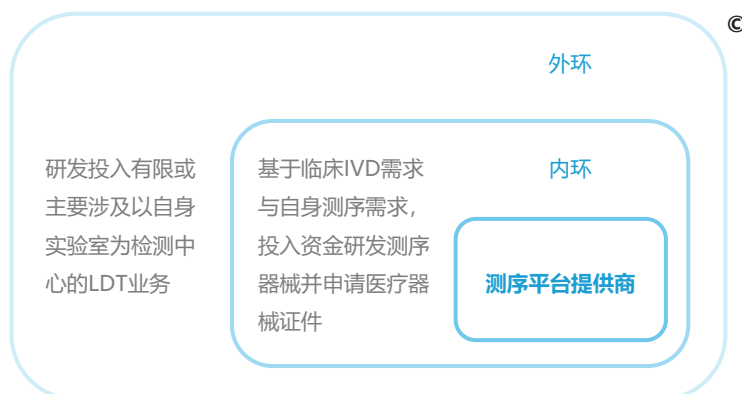 ©
外环
研发投入有限或
主要涉及以自身
实验室为检测中
心的LDT业务
基于临床IVD需求
与自身测序需求，
投入资金研发测序
器械并申请医疗器
械证件
内环
测序平台提供商